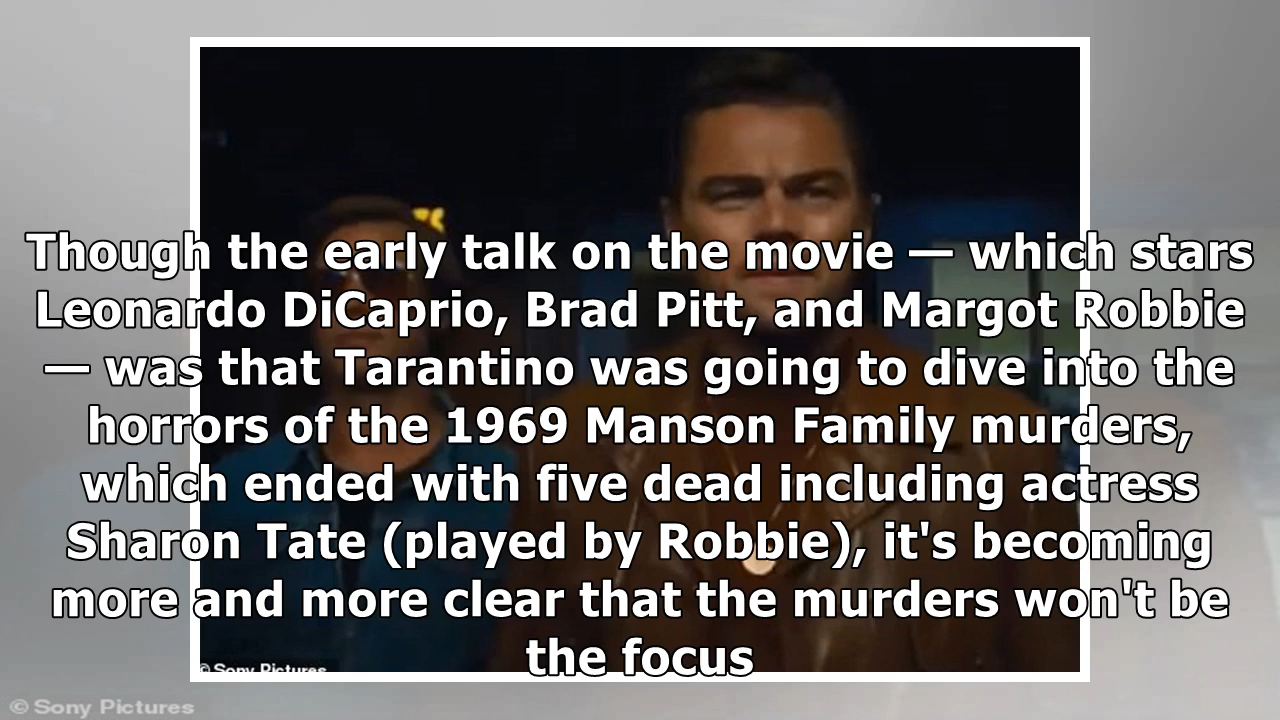 Though the early talk on the movie — which stars
Leonardo DiCaprio, Brad Pitt, and Margot Robbie
— was that Tarantino was going to dive into the
horrors of the 1969 Manson Family murders,
which ended with five dead including actress
Sharon Tate (played by Robbie), it's becoming
more and more clear that the murders won't be
the focus
© Sony Pictures
© Sony Pictures